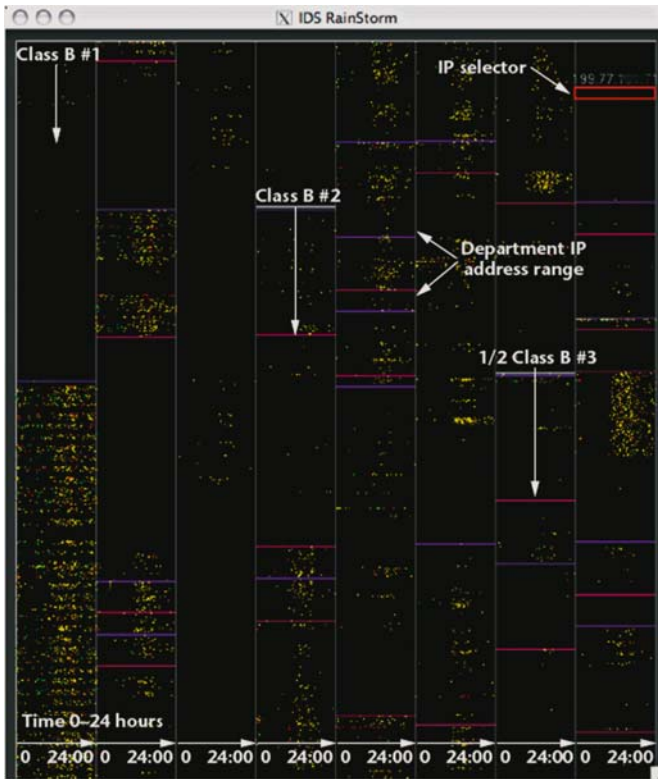 IDS RainStorm
Class B #1
IP selector
Class B #2
Department IP
address range
1/2 Class B #3
Time 0–24 hours
0 24:00 0 24:00 0 24:00 0 24:00 0 24:00 0 24:00 0 24:00 0 24:00